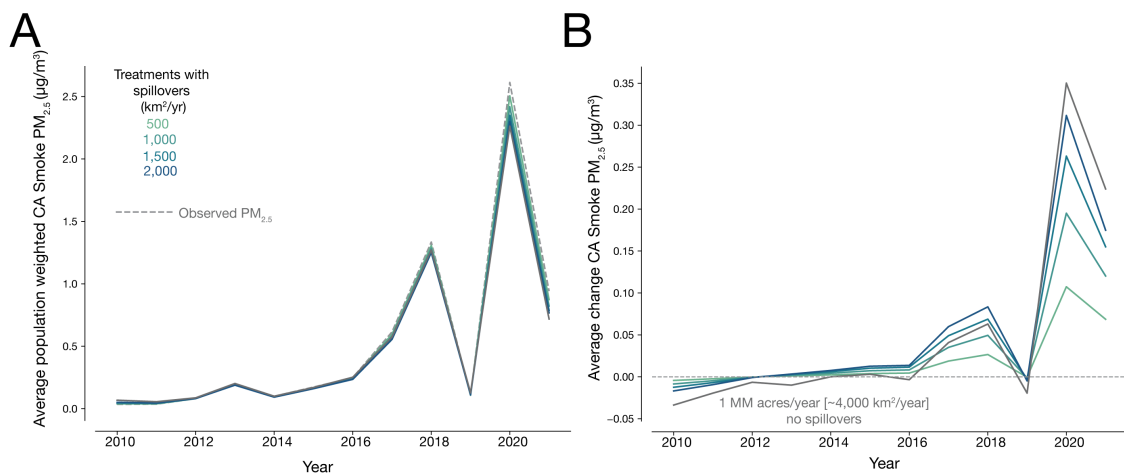 A
Average population weighted CA Smoke PM2.5 (µg/m³)
Treatments with
spillovers
(km²/yr)
500
1,000
1,500
2,000
Observed PM2.5
2.5
2.0
1.5
1.0
0.5
0.0
2010 2012 2014 2016 2018 2020
Year
B
Average change CA Smoke PM2.5 (µg/m³)
0.35
0.30
0.25
0.20
0.15
0.10
0.05
0.00
−0.05
1 MM acres/year [~4,000 km²/year]
no spillovers
2010 2012 2014 2016 2018 2020
Year